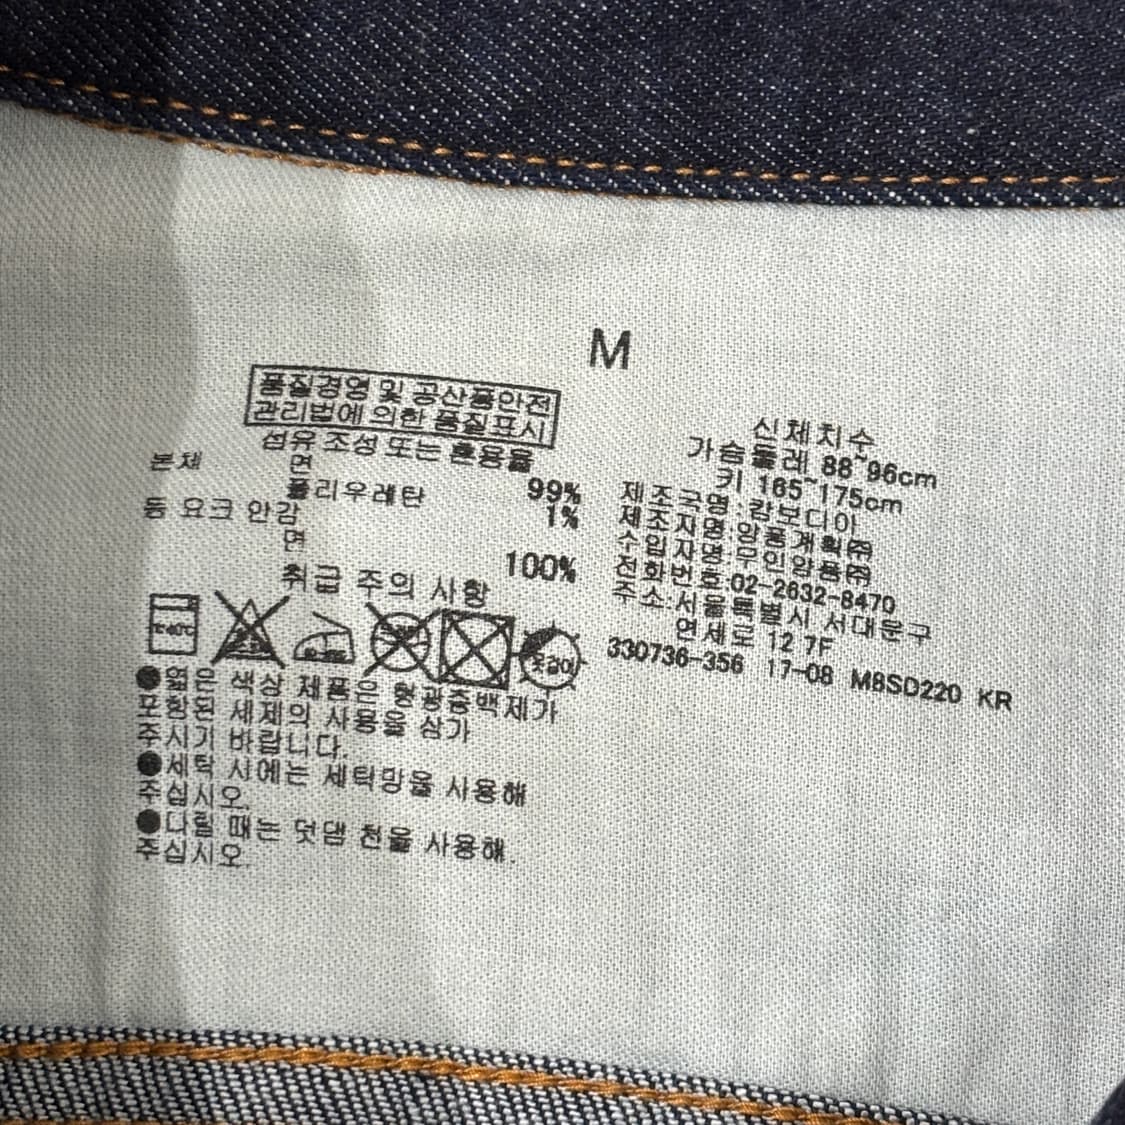 M
품질경영 및 공산품안전
관리법에 의한 품질표시
섬유 조성 또는 혼용율
본체
면 99%
폴리우레탄 1%
등 요크 안감
면 100%
취급 주의 사항
옷걸이
●엷은 색상 제품은 형광증백제가
포함된 세제의 사용을 삼가
주시기 바랍니다.
●세탁 시에는 세탁망을 사용해
주십시오.
●다릴 때는 덧댐 천을 사용해
주십시오.
신체치수
가슴둘레 88~96cm
키 165~175cm
제조국명:캄보디아
제조자명:양품계획㈜
수입자명:무인양품㈜
전화번호:02-2632-8470
주소:서울특별시 서대문구
연세로 12 7F
330736-356 17-08 M8SD220 KR